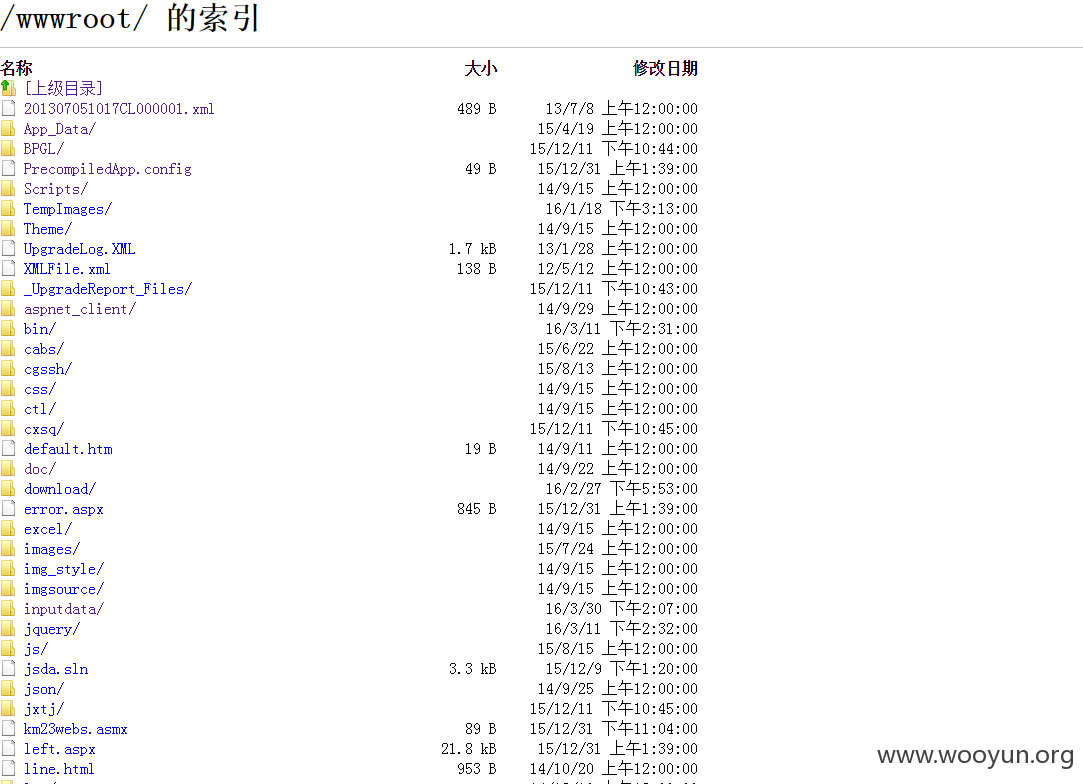 /wwwroot/ 的索引
名称 大小 修改日期
[上级目录]
201307051017CL000001.xml 489 B 13/7/8 上午12:00:00
App_Data/ 15/4/19 上午12:00:00
BPGL/ 15/12/11 下午10:44:00
PrecompiledApp.config 49 B 15/12/31 上午1:39:00
Scripts/ 14/9/15 上午12:00:00
TempImages/ 16/1/18 下午3:13:00
Theme/ 14/9/15 上午12:00:00
UpgradeLog.XML 1.7 kB 13/1/28 上午12:00:00
XMLFile.xml 138 B 12/5/12 上午12:00:00
_UpgradeReport_Files/ 15/12/11 下午10:43:00
aspnet_client/ 14/9/29 上午12:00:00
bin/ 16/3/11 下午2:31:00
cabs/ 15/6/22 上午12:00:00
cgssh/ 15/8/13 上午12:00:00
css/ 14/9/15 上午12:00:00
ctl/ 14/9/15 上午12:00:00
cxsq/ 15/12/11 下午10:45:00
default.htm 19 B 14/9/11 上午12:00:00
doc/ 14/9/22 上午12:00:00
download/ 16/2/27 下午5:53:00
error.aspx 845 B 15/12/31 上午1:39:00
excel/ 14/9/15 上午12:00:00
images/ 15/7/24 上午12:00:00
img_style/ 14/9/15 上午12:00:00
imgsource/ 14/9/15 上午12:00:00
inputdata/ 16/3/30 下午2:07:00
jquery/ 16/3/11 下午2:32:00
js/ 15/8/15 上午12:00:00
jsda.sln 3.3 kB 15/12/9 下午1:20:00
json/ 14/9/25 上午12:00:00
jxtj/ 15/12/11 下午10:45:00
km23webs.asmx 89 B 15/12/31 下午11:04:00
left.aspx 21.8 kB 15/12/31 上午1:39:00
line.html 953 B 14/10/20 上午12:00:00
www.wooyun.org